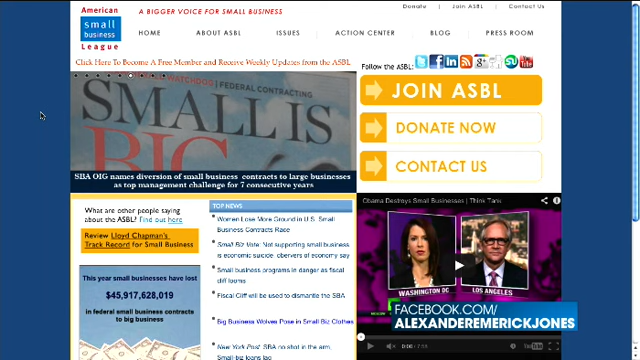 Donate
Join ASBL
Contact Us
American
small
business
League
A BIGGER VOICE FOR SMALL BUSINESS
HOME
ABOUT ASBL
ISSUES
ACTION CENTER
BLOG
PRESS ROOM
Click Here To Become A Free Member and Receive Weekly Updates from the ASBL
Follow the ASBL:
WATCHDOG | FEDERAL CONTRACTING
SMALL IS
BIG
SBA OIG names diversion of small business contracts to large businesses
as top management challenge for 7 consecutive years
JOIN ASBL
DONATE NOW
CONTACT US
What are other people saying
about the ASBL? Find out here
Review Lloyd Chapman's
Track Record for Small Business
This year small businesses have lost
$45,917,628,019
in federal small business contracts
to big business
TOP NEWS
Women Lose More Ground in U.S. Small
Business Contracts Race
Small Biz Vote: Not supporting small business
is economic suicide, cberviers of economy say
Small business programs in danger as fiscal
cliff looms
Fiscal Cliff will be used to dismantle the SBA
Big Business Wolves Pose in Small Biz Clothes
New York Post: SBA no shot in the arm,
Small-biz loans lag
Obama Destroys Small Businesses | Think Tank
WASHINGTON DC
LOS ANGELES
FACEBOOK.COM/
ALEXANDEREMERICKJONES
YouTube